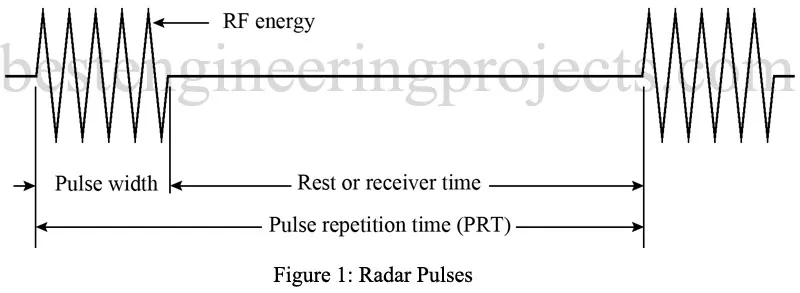 RF energy
bestengineeringprojects.com
Pulse width
Rest or receiver time
Pulse repetition time (PRT)
Figure 1: Radar Pulses